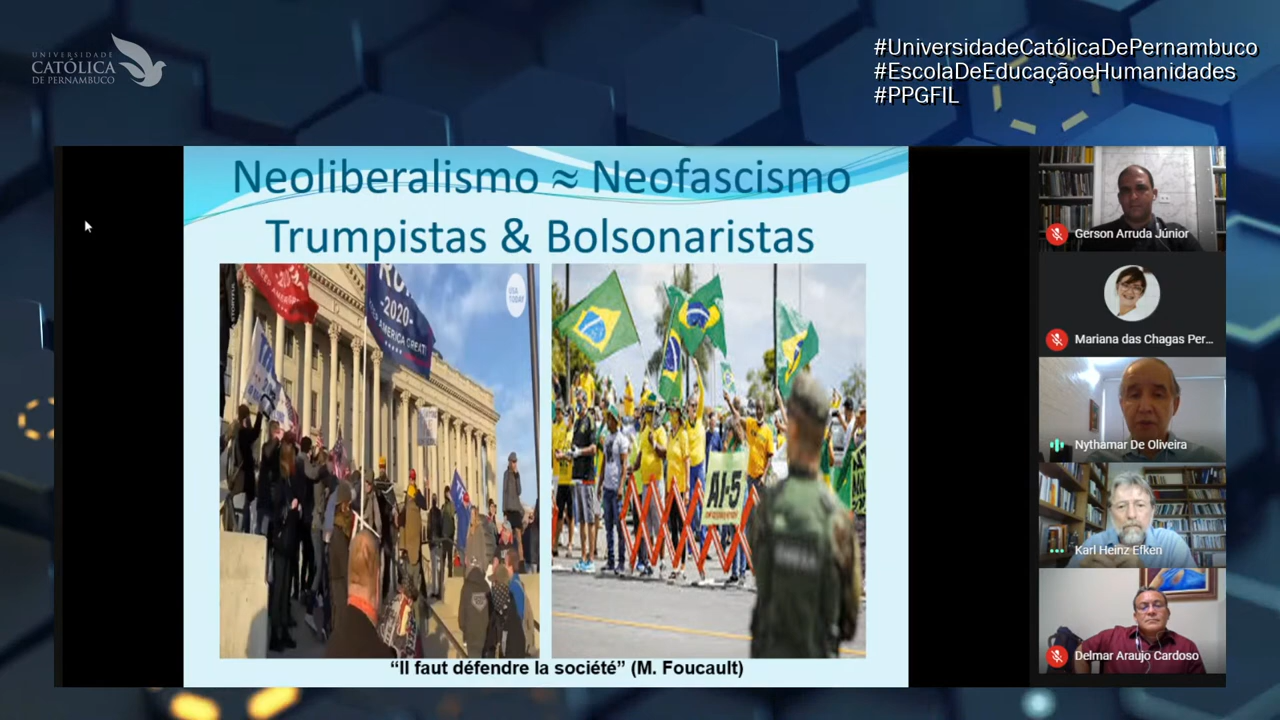 UNIVERSIDADE
CATÓLICA
DE PERNAMBUCO
#UniversidadeCatólicaDePernambuco
#EscolaDeEducaçãoeHumanidades
#PPGFIL
Neoliberalismo ≈ Neofascismo
Trumpistas & Bolsonaristas
USA
TODAY
-2020-
AMERICA GREAT!
AI-5
“Il faut défendre la société” (M. Foucault)
Gerson Arruda Júnior
Mariana das Chagas Per...
Nythamar De Oliveira
Karl Heinz Efken
Delmar Araujo Cardoso